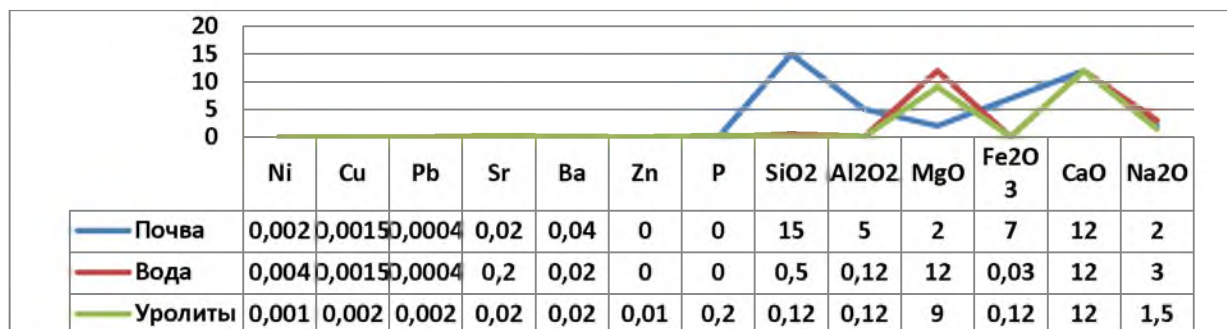 20
15
10
5
0
Ni Cu Pb Sr Ba Zn P SiO2 Al2O2 MgO Fe2O3 CaO Na2O
Почва 0,002 0,0015 0,0004 0,02 0,04 0 0 15 5 2 7 12 2
Вода 0,004 0,0015 0,0004 0,2 0,02 0 0 0,5 0,12 12 0,03 12 3
Уролиты 0,001 0,002 0,002 0,02 0,02 0,01 0,2 0,12 0,12 9 0,12 12 1,5